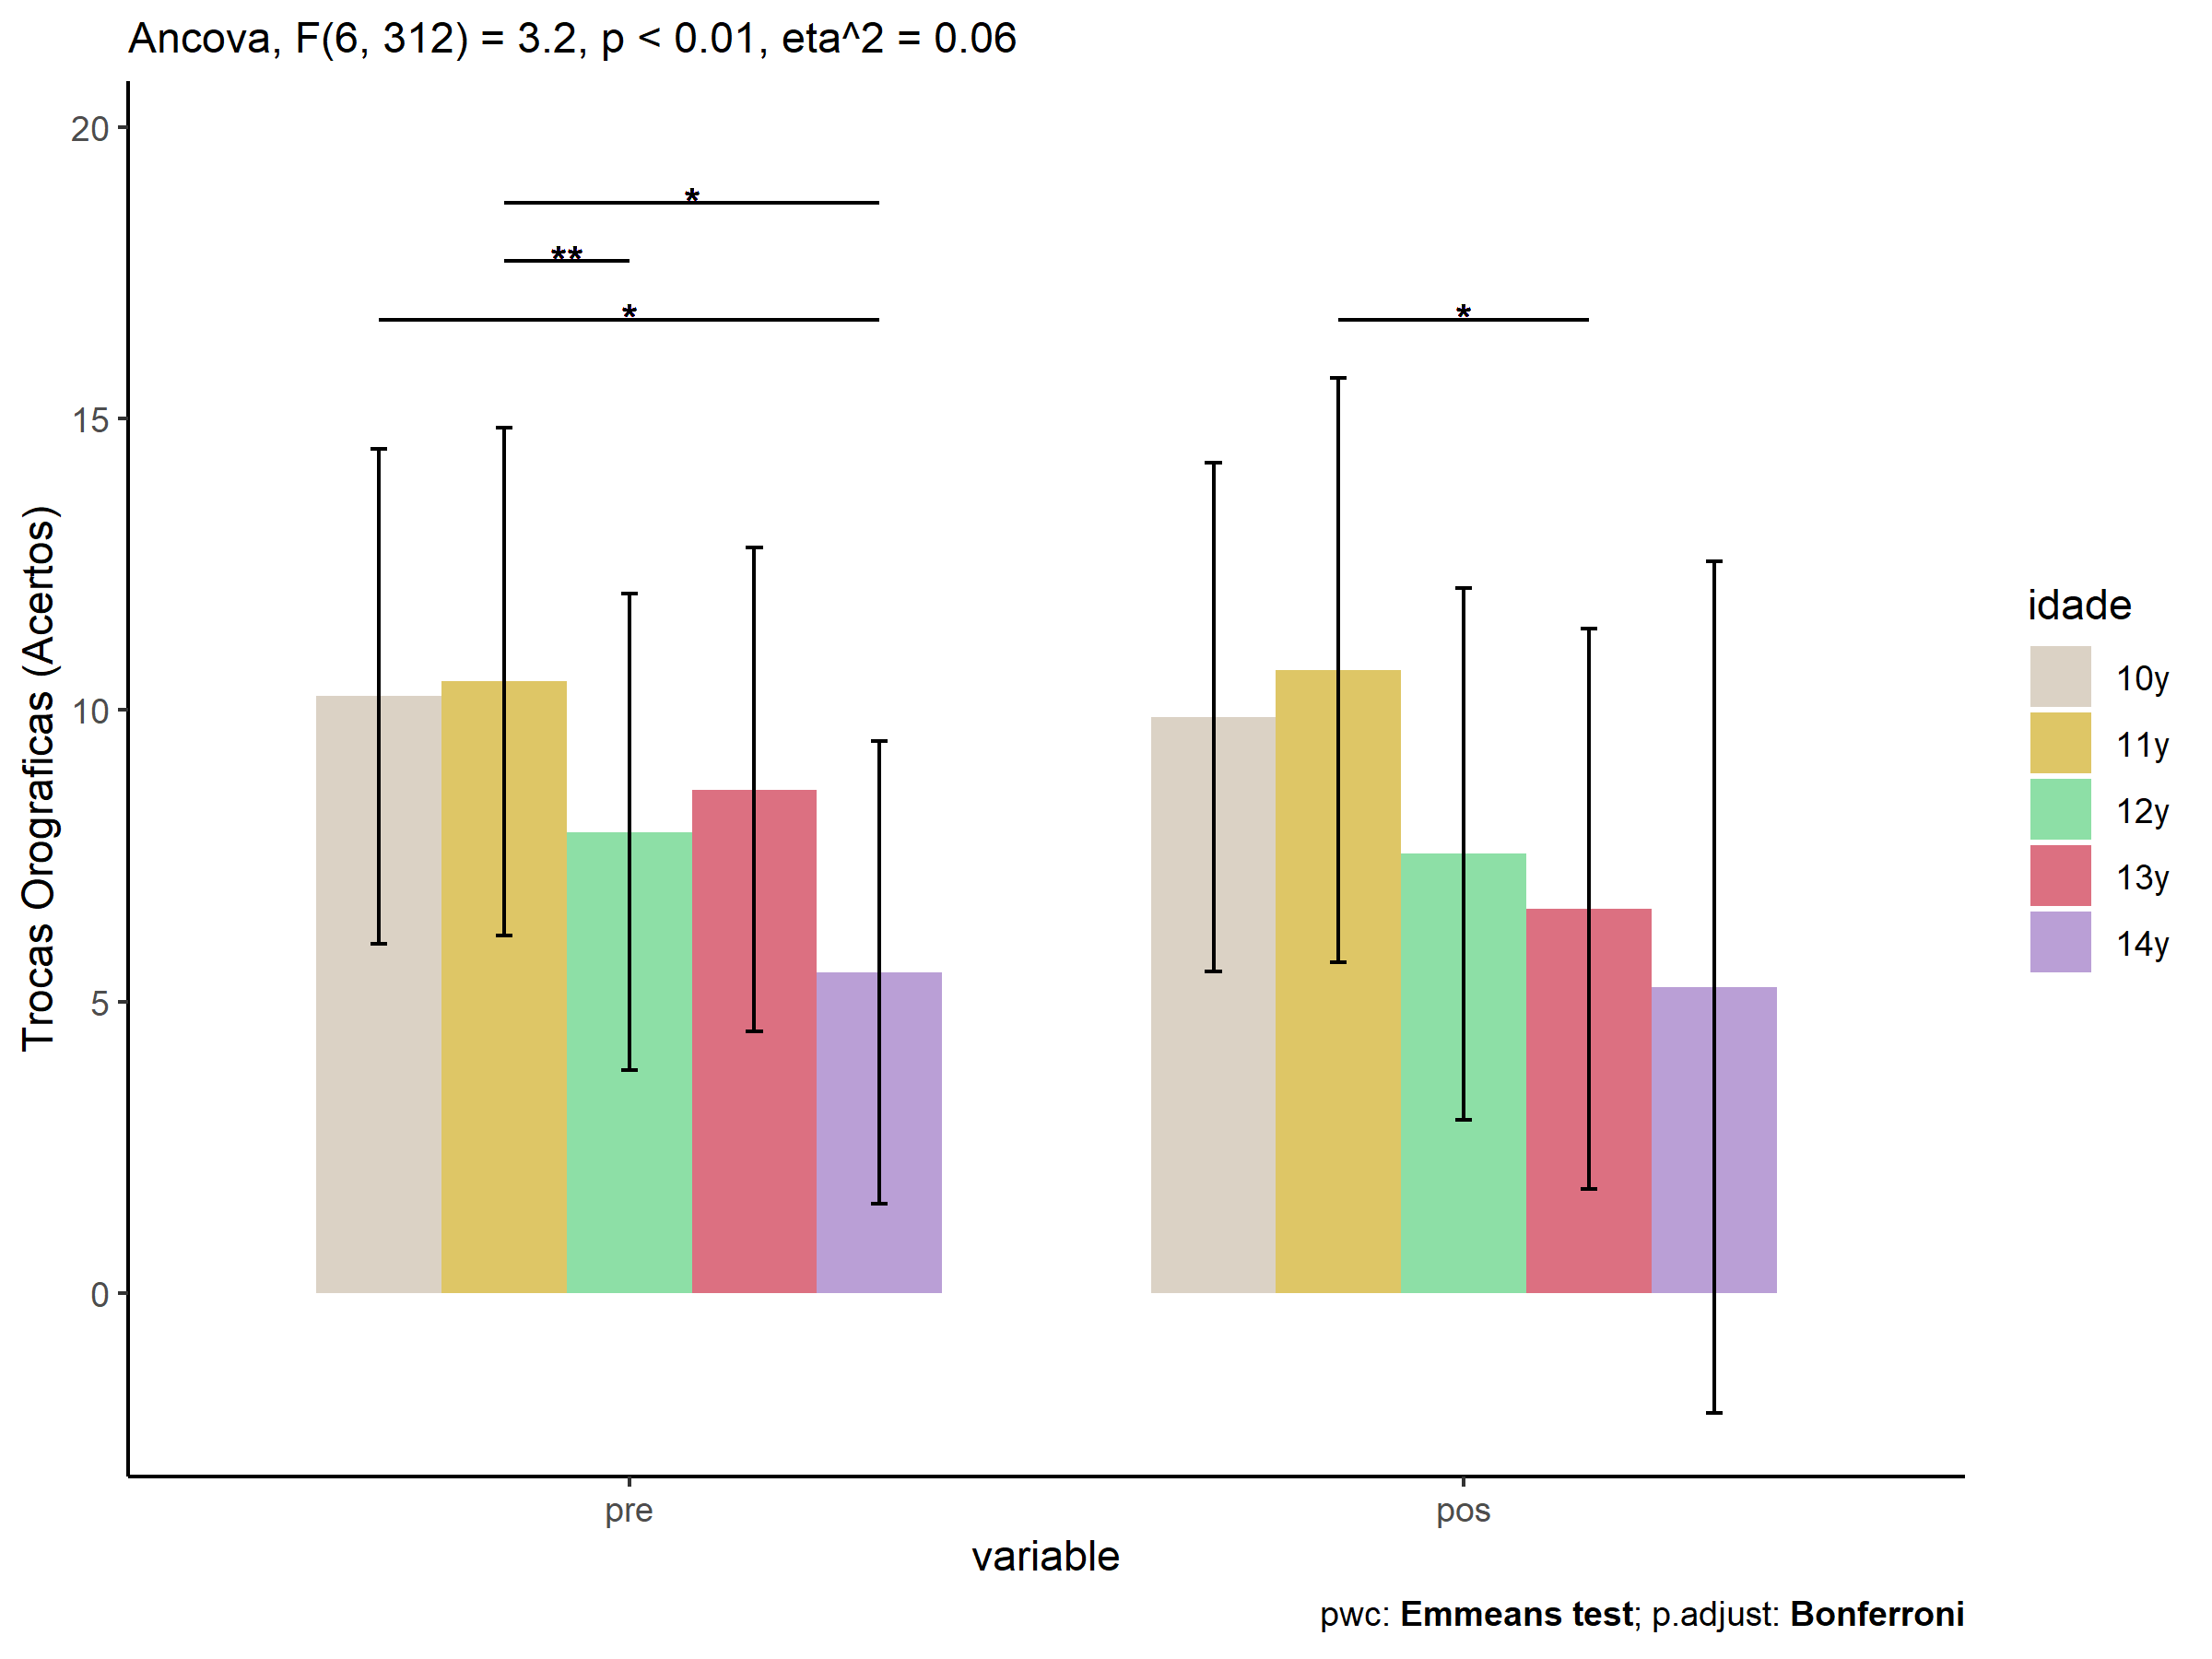 Ancova, F(6, 312) = 3.2, p < 0.01, eta^2 = 0.06
Trocas Orograficas (Acertos)
20
15
10
5
0
*
**
*
*
pre
pos
variable
idade
10y
11y
12y
13y
14y
pwc: Emmeans test; p.adjust: Bonferroni